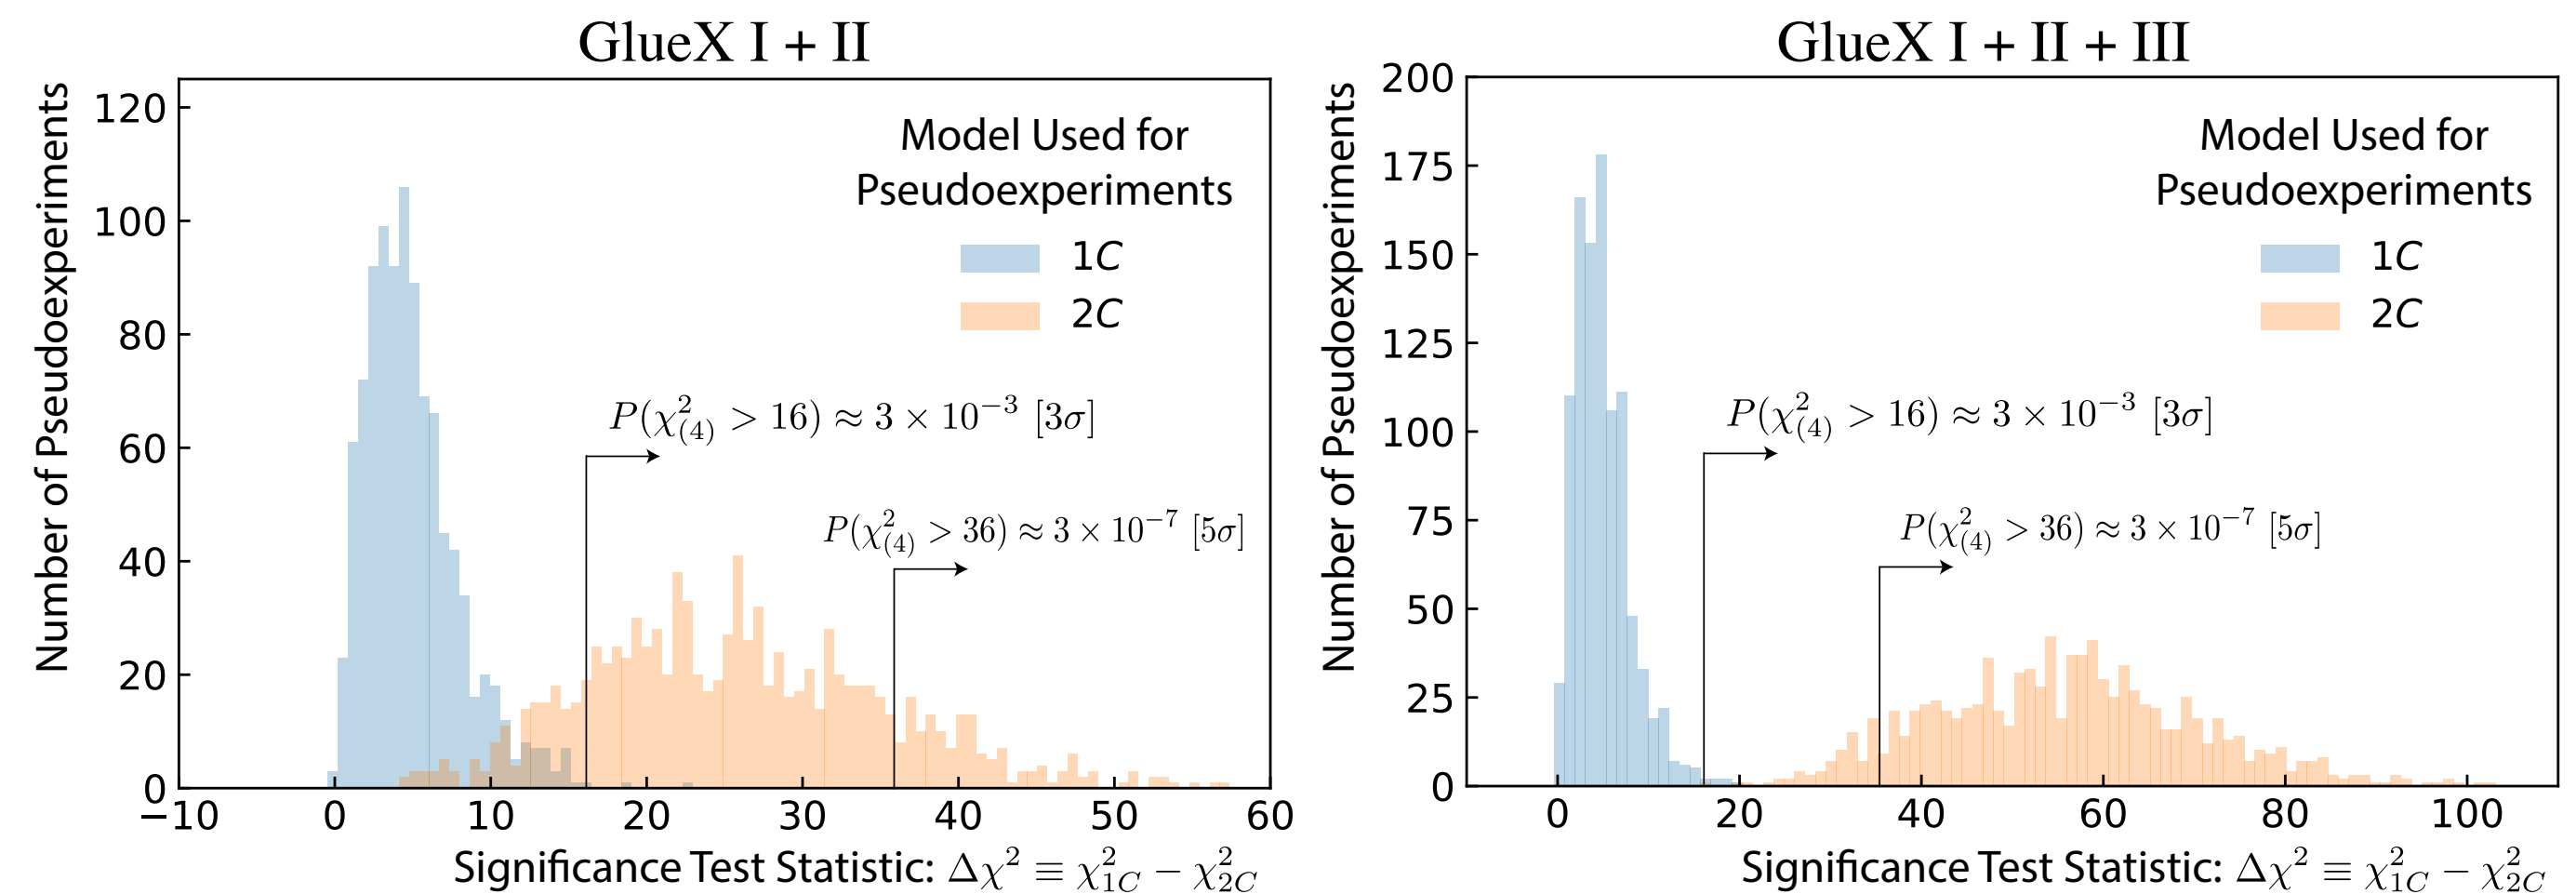 GlueX I + II
Number of Pseudoexperiments
120
100
80
60
40
20
0
−10 0 10 20 30 40 50 60
Model Used for
Pseudoexperiments
1C
2C
P(χ²₍₄₎ > 16) ≈ 3 × 10⁻³ [3σ]
P(χ²₍₄₎ > 36) ≈ 3 × 10⁻⁷ [5σ]
Significance Test Statistic: Δχ² ≡ χ²₁C − χ²₂C
GlueX I + II + III
Number of Pseudoexperiments
200
175
150
125
100
75
50
25
0
0 20 40 60 80 100
Model Used for
Pseudoexperiments
1C
2C
P(χ²₍₄₎ > 16) ≈ 3 × 10⁻³ [3σ]
P(χ²₍₄₎ > 36) ≈ 3 × 10⁻⁷ [5σ]
Significance Test Statistic: Δχ² ≡ χ²₁C − χ²₂C